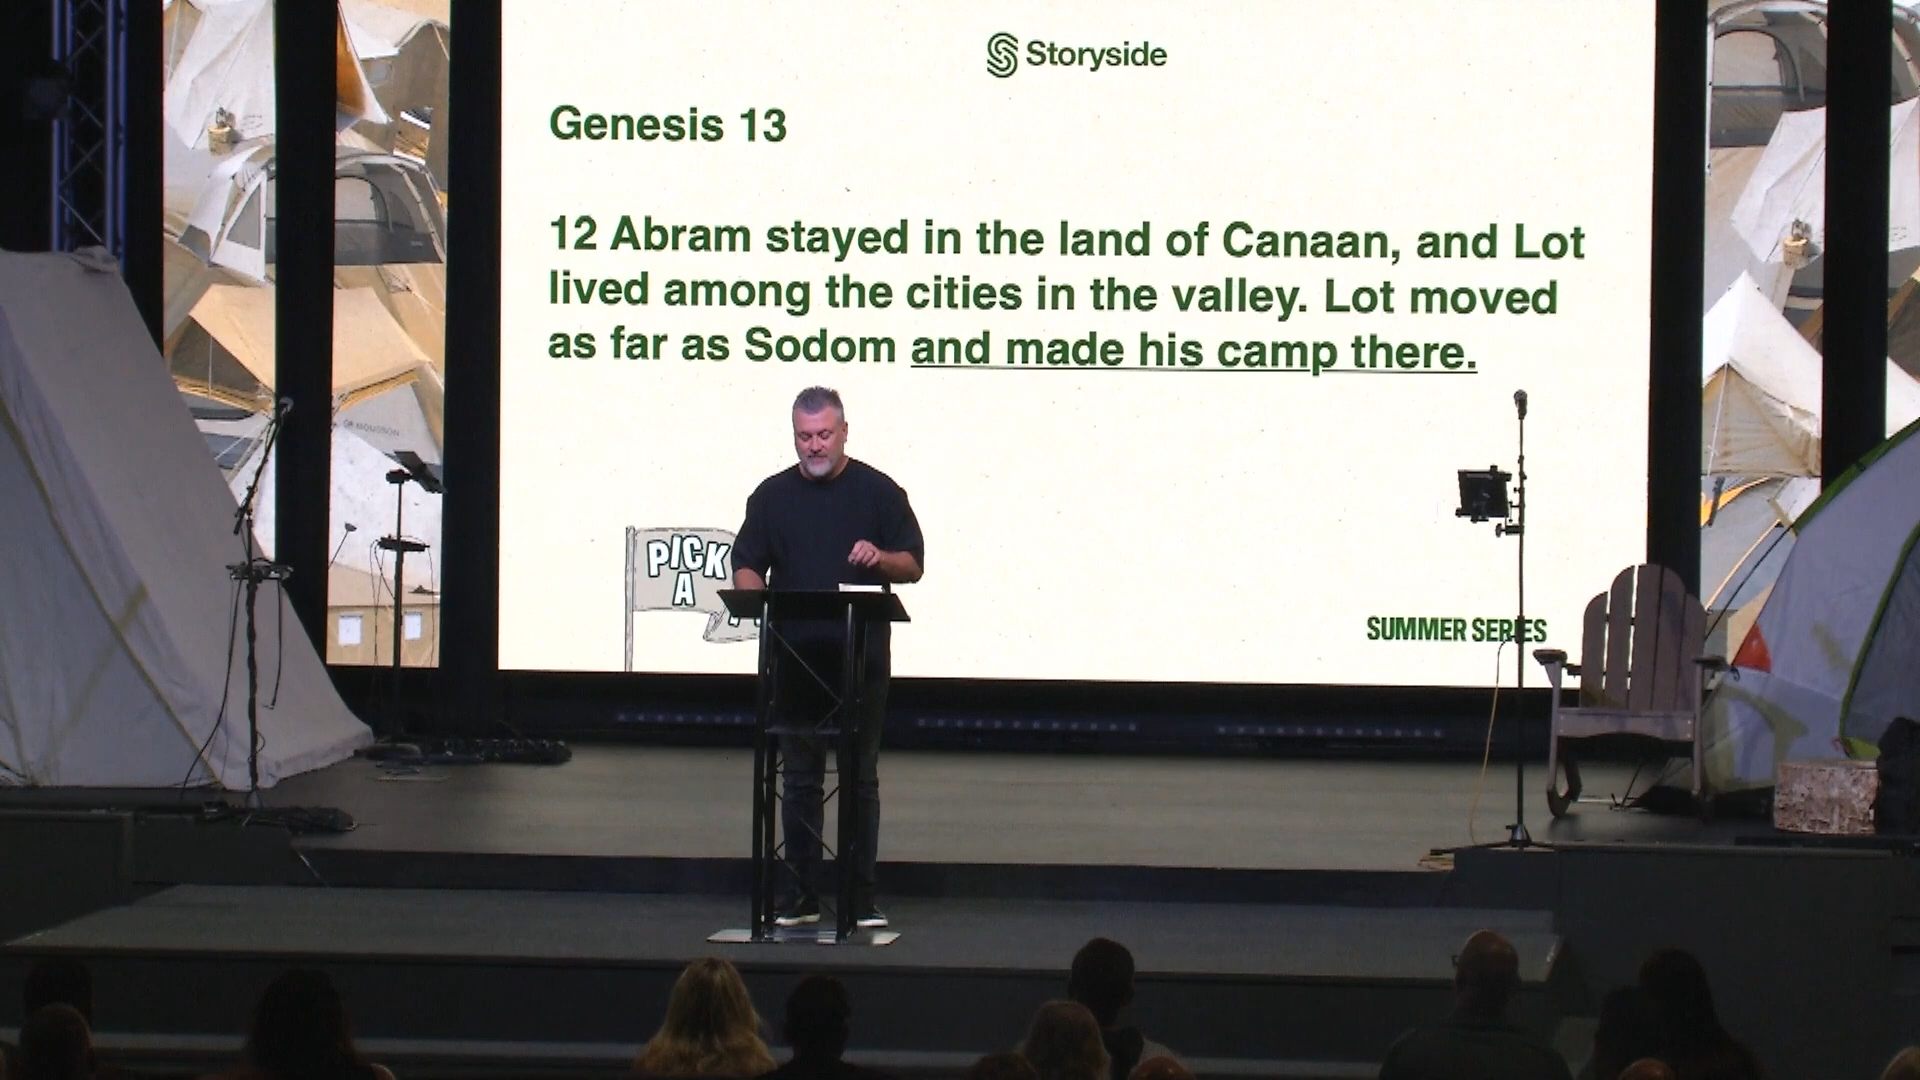 Storyside
Genesis 13
12 Abram stayed in the land of Canaan, and Lot
lived among the cities in the valley. Lot moved
as far as Sodom and made his camp there.
PICK
A
SUMMER SERIES